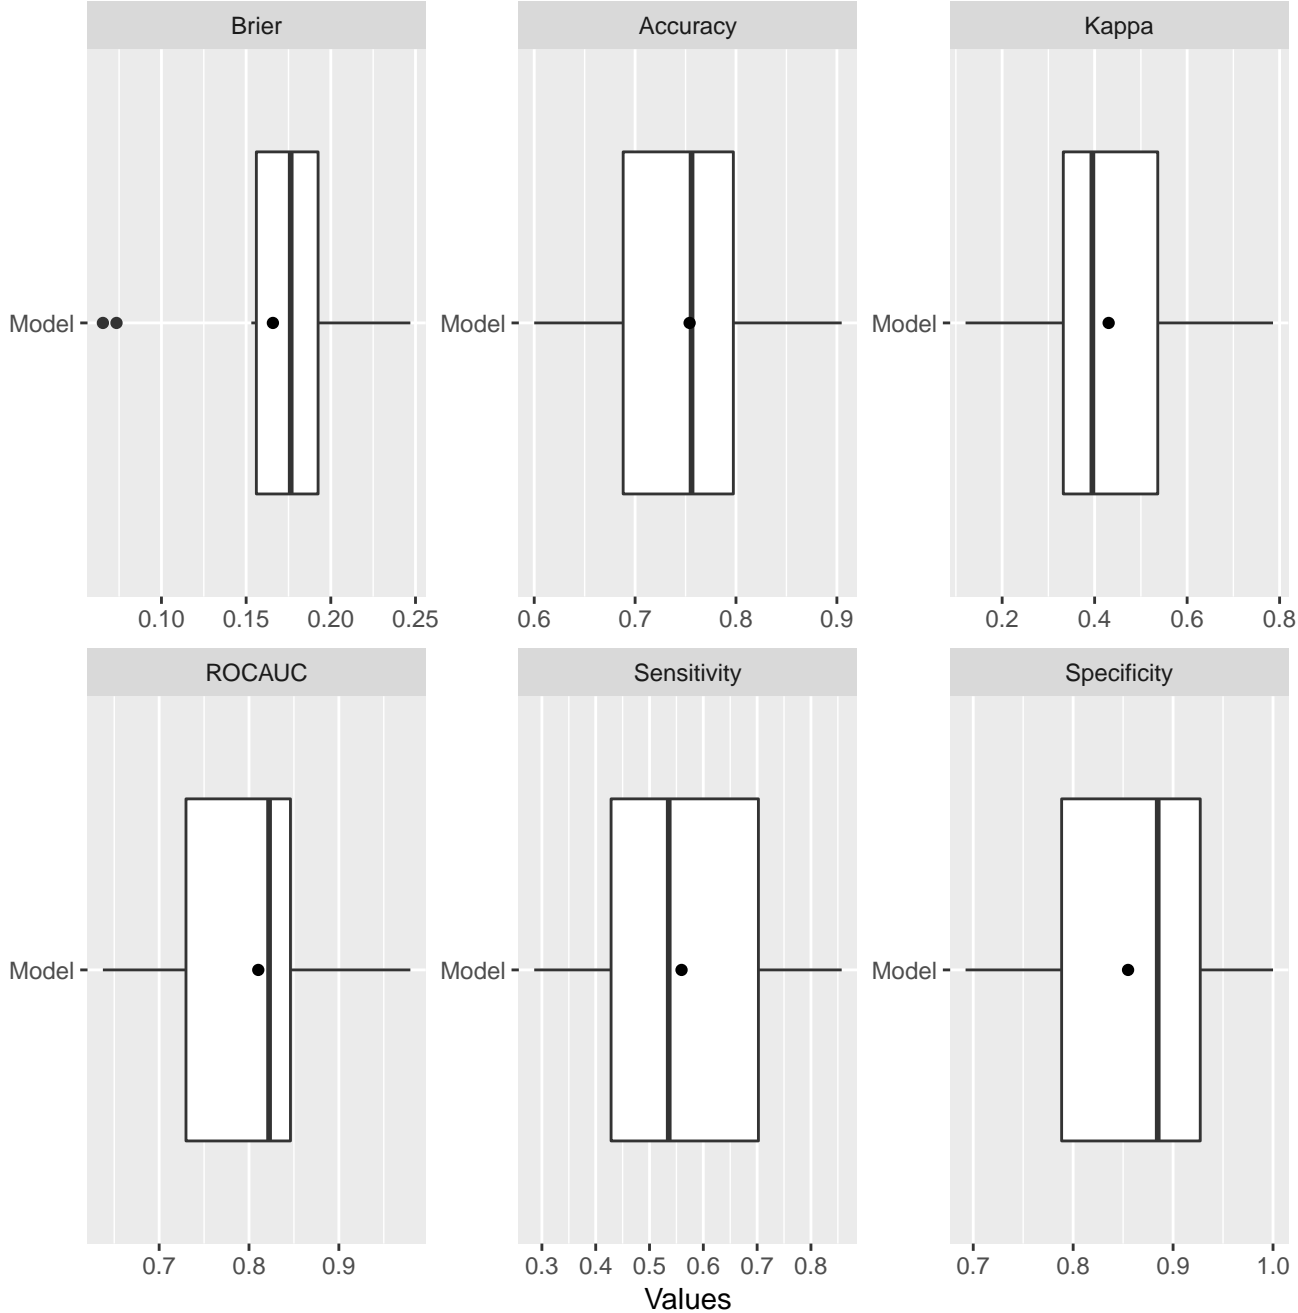 Brier Accuracy Kappa
Model Model Model
0.10 0.15 0.20 0.25 0.6 0.7 0.8 0.9 0.2 0.4 0.6 0.8
ROCAUC Sensitivity Specificity
Model Model Model
0.7 0.8 0.9 0.3 0.4 0.5 0.6 0.7 0.8 0.7 0.8 0.9 1.0
Values